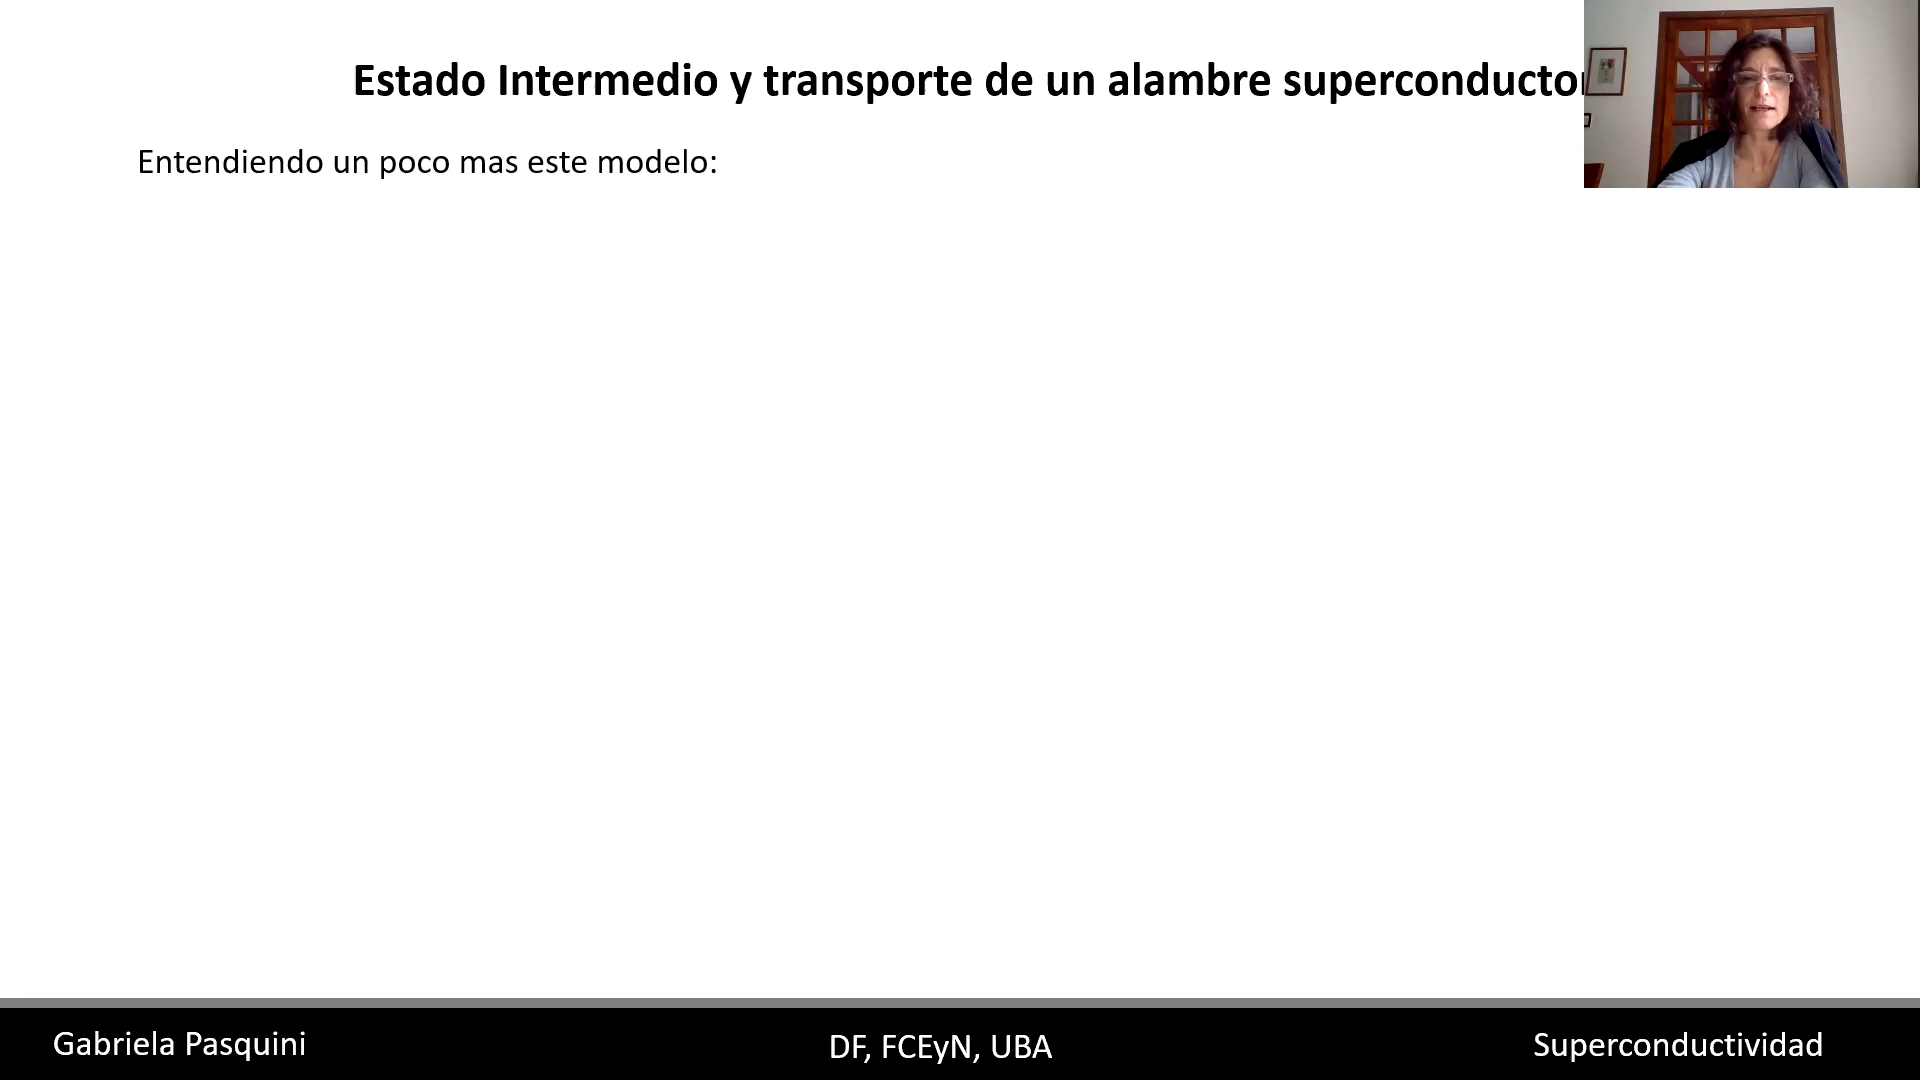 Estado Intermedio y transporte de un alambre superconductor
Entendiendo un poco mas este modelo:
Gabriela Pasquini
DF, FCEyN, UBA
Superconductividad